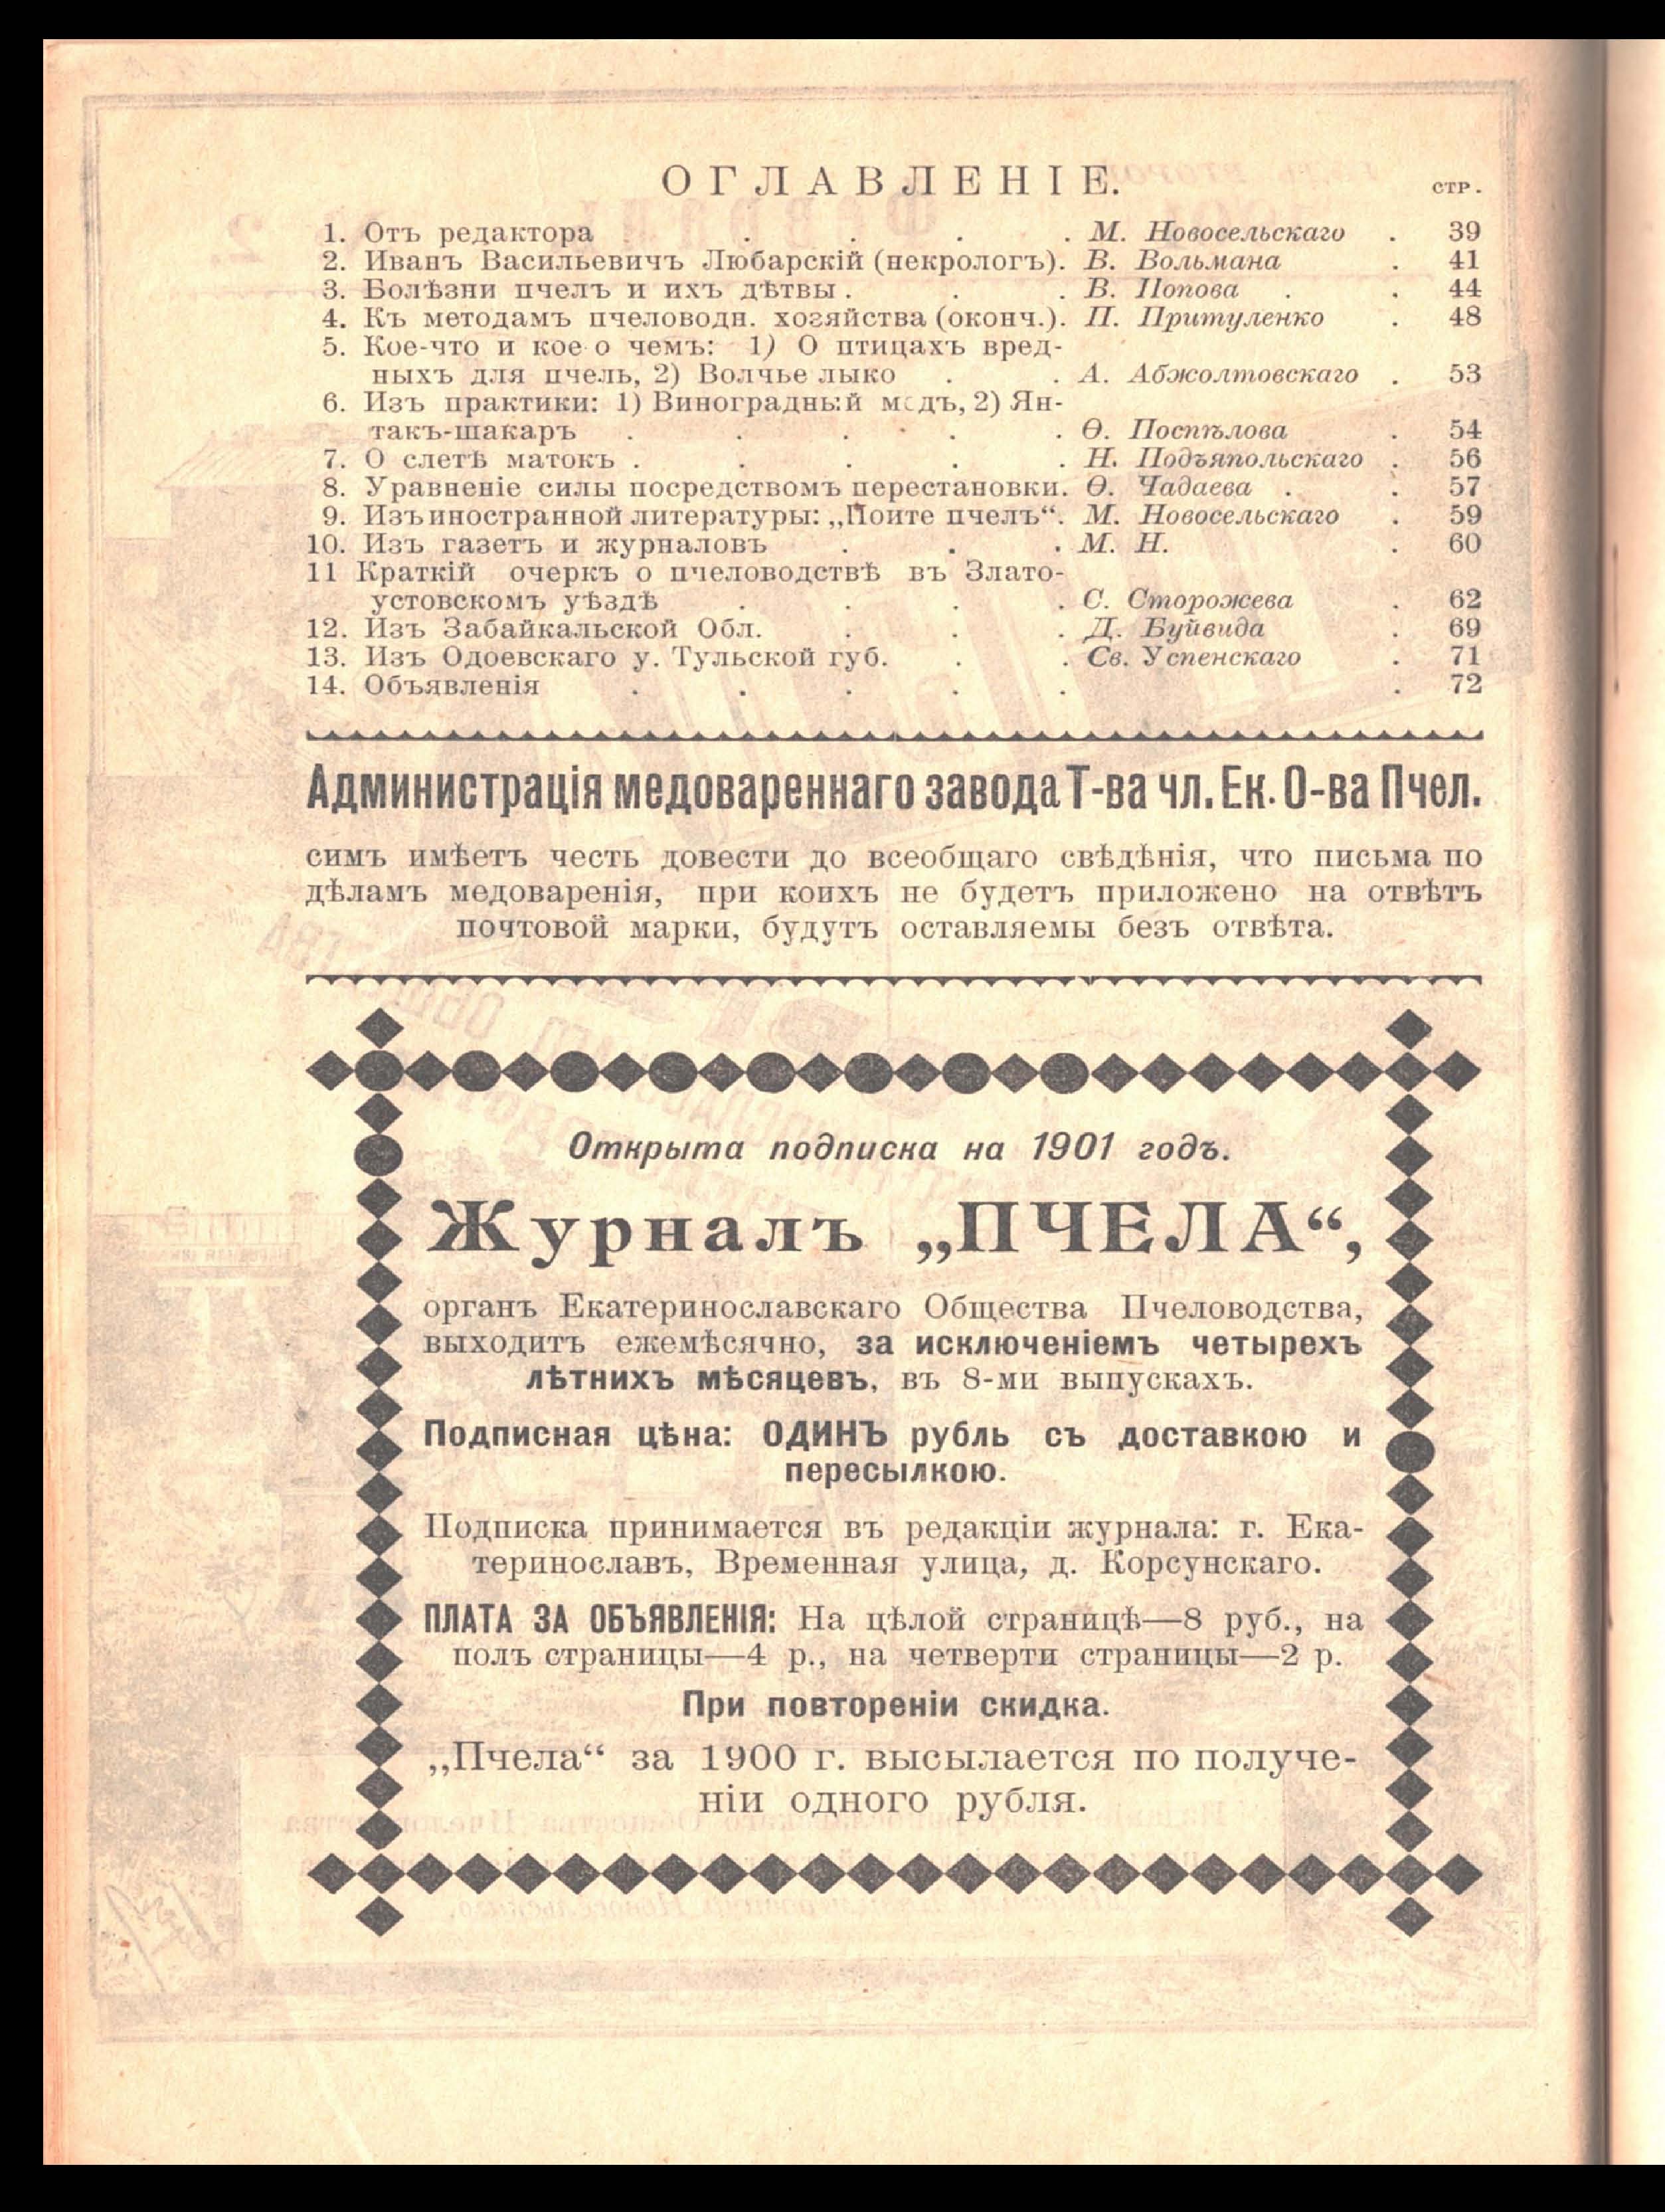 ОГЛАВЛЕНІЕ.
СТР.
1. Отъ редактора . . . . . М. Новосельскаго . 39
2. Иванъ Васильевичъ Любарскій (некрологъ). В. Вольмана . 41
3. Болѣзни пчелъ и ихъ дѣтвы . . . В. Попова . . 44
4. Къ методамъ пчеловодн. хозяйства (оконч.). П. Притуленко . 48
5. Кое-что и кое о чемъ: 1) О птицахъ вред-
ныхъ для пчель, 2) Волчье лыко . . А. Абжолтовскаго . 53
6. Изъ практики: 1) Виноградный медъ, 2) Ян-
такъ-шакаръ . . . . . Ѳ. Поспѣлова . 54
7. О слетѣ матокъ . . . . . Н. Подъяпольскаго . 56
8. Уравненіе силы посредствомъ перестановки. Ѳ. Чадаева . . 57
9. Изъ иностранной литературы: „Поите пчелъ“. М. Новосельскаго . 59
10. Изъ газетъ и журналовъ . . . М. Н. . 60
11 Краткій очеркъ о пчеловодствѣ въ Злато-
устовскомъ уѣздѣ . . . . С. Сторожева . 62
12. Изъ Забайкальской Обл. . . . Д. Буйвида . 69
13. Изъ Одоевскаго у. Тульской губ. . . Св. Успенскаго . 71
14. Объявленія . . . . . . 72
Администрація медовареннаго завода Т-ва чл. Ек. О-ва Пчел.
симъ имѣетъ честь довести до всеобщаго свѣдѣнія, что письма по
дѣламъ медоваренія, при коихъ не будетъ приложено на отвѣтъ
почтовой марки, будутъ оставляемы безъ отвѣта.
Открыта подписка на 1901 годъ.
Журналъ „ПЧЕЛА“,
органъ Екатеринославскаго Общества Пчеловодства,
выходитъ ежемѣсячно, за исключеніемъ четырехъ
лѣтнихъ мѣсяцевъ, въ 8-ми выпускахъ.
Подписная цѣна: ОДИНЪ рубль съ доставкою и
пересылкою.
Подписка принимается въ редакціи журнала: г. Ека-
теринославъ, Временная улица, д. Корсунскаго.
ПЛАТА ЗА ОБЪЯВЛЕНІЯ: На цѣлой страницѣ—8 руб., на
полъ страницы—4 р., на четверти страницы—2 р.
При повтореніи скидка.
„Пчела“ за 1900 г. высылается по получе-
ніи одного рубля.